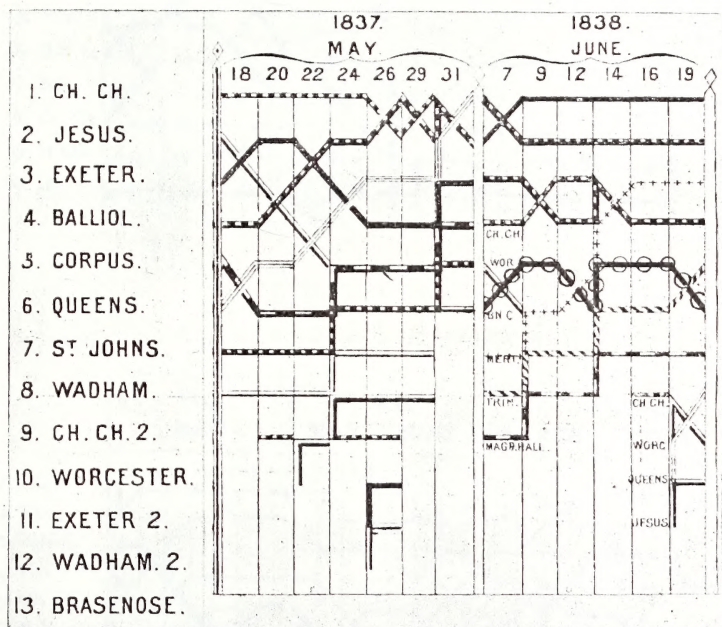 1837. 1838.
MAY. JUNE.
18 20 22 24 26 29 31 7 9 12 14 16 19
1. CH. CH.
2. JESUS.
3. EXETER.
4. BALLIOL.
CH. CH.
5. CORPUS.
WOR.
6. QUEENS.
BN C
7. ST JOHNS.
MERT.
8. WADHAM.
TRIM. CH. CH.
9. CH. CH. 2.
MAGD. HALL. WORC
10. WORCESTER.
QUEENS
11. EXETER 2.
JESUS
12. WADHAM. 2.
13. BRASENOSE.